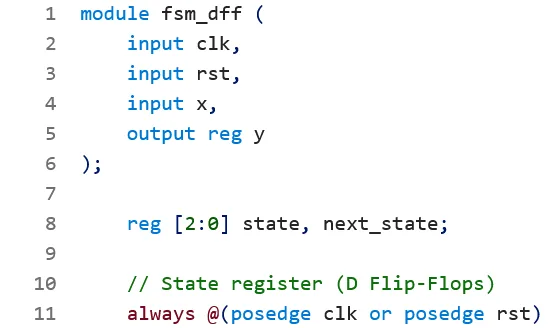 1 module fsm_dff (
2 input clk,
3 input rst,
4 input x,
5 output reg y
6 );
7
8 reg [2:0] state, next_state;
9
10 // State register (D Flip-Flops)
11 always @(posedge clk or posedge rst)